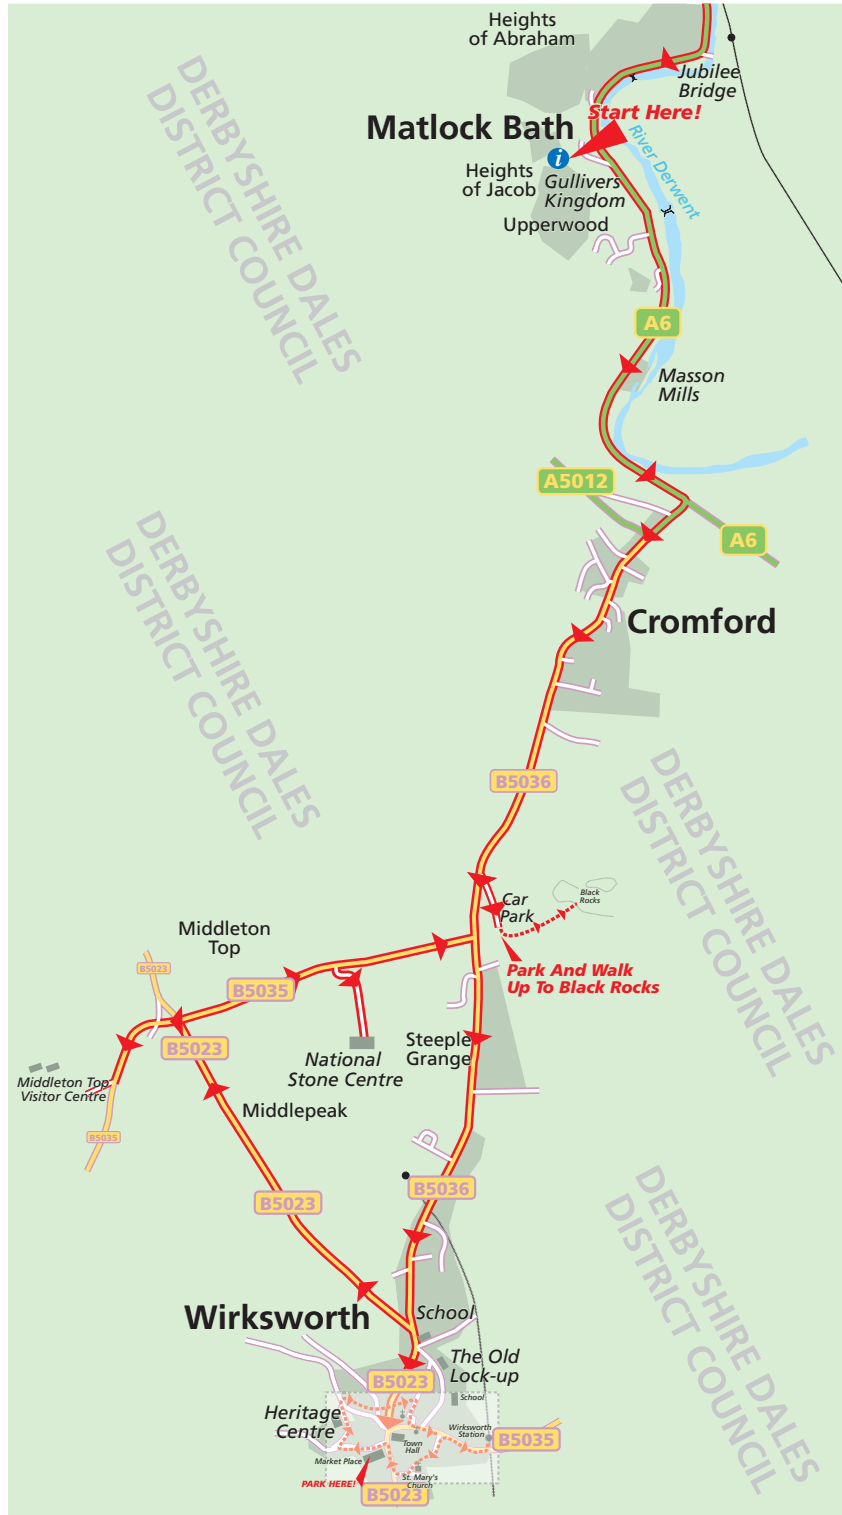 Heights
of Abraham
Jubilee
Bridge
Start Here!
Matlock Bath
i
River Derwent
Heights
of Jacob
Gullivers
Kingdom
Upperwood
DERBYSHIRE DALES
DISTRICT COUNCIL
A6
Masson
Mills
A5012
A6
Cromford
DERBYSHIRE DALES
DISTRICT COUNCIL
B5036
DERBYSHIRE DALES
DISTRICT COUNCIL
Car
Park
Black
Rocks
Middleton
Top
Park And Walk
Up To Black Rocks
B5023
B5035
B5023
Steeple
Grange
National
Stone Centre
Middleton Top
Visitor Centre
Middlepeak
B5035
B5036
B5023
DERBYSHIRE DALES
DISTRICT COUNCIL
Wirksworth
School
The Old
Lock-up
B5023
School
Heritage
Centre
Wirksworth
Station
B5035
Town
Hall
Market Place
St. Mary's
Church
PARK HERE!
B5023